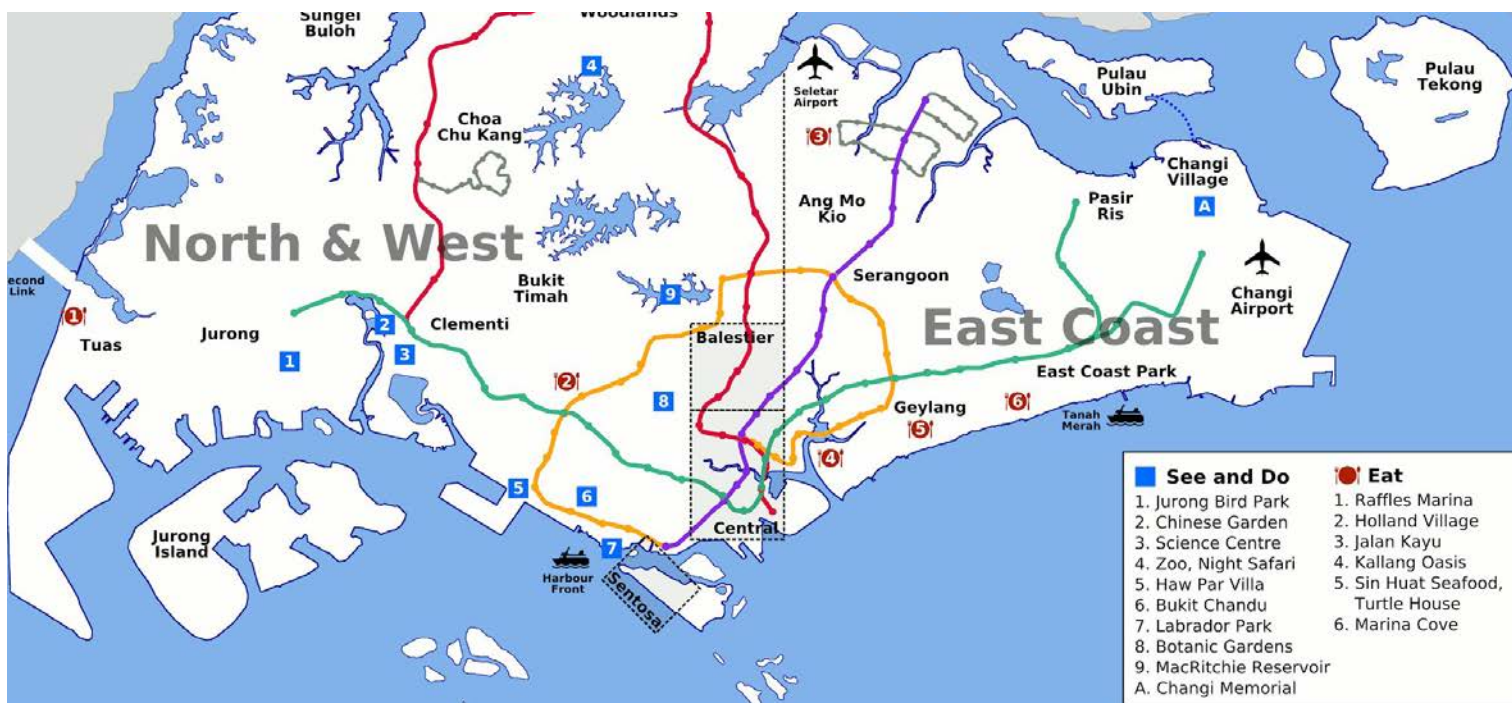 Sungei
Buloh
Woodlands
4
Seletar
Airport
Pulau
Ubin
Pulau
Tekong
Choa
Chu Kang
3
Changi
Village
A
Ang Mo
Kio
Pasir
Ris
North & West
Bukit
Timah
9
Serangoon
Second
Link
1
Tuas
Jurong
2
Clementi
3
1
Balestier
East Coast
Changi
Airport
2
8
East Coast Park
6
Geylang
5
Tanah
Merah
4
5
6
Central
7
Jurong
Island
Harbour
Front
Sentosa
See and Do
1. Jurong Bird Park
2. Chinese Garden
3. Science Centre
4. Zoo, Night Safari
5. Haw Par Villa
6. Bukit Chandu
7. Labrador Park
8. Botanic Gardens
9. MacRitchie Reservoir
A. Changi Memorial
Eat
1. Raffles Marina
2. Holland Village
3. Jalan Kayu
4. Kallang Oasis
5. Sin Huat Seafood,
Turtle House
6. Marina Cove